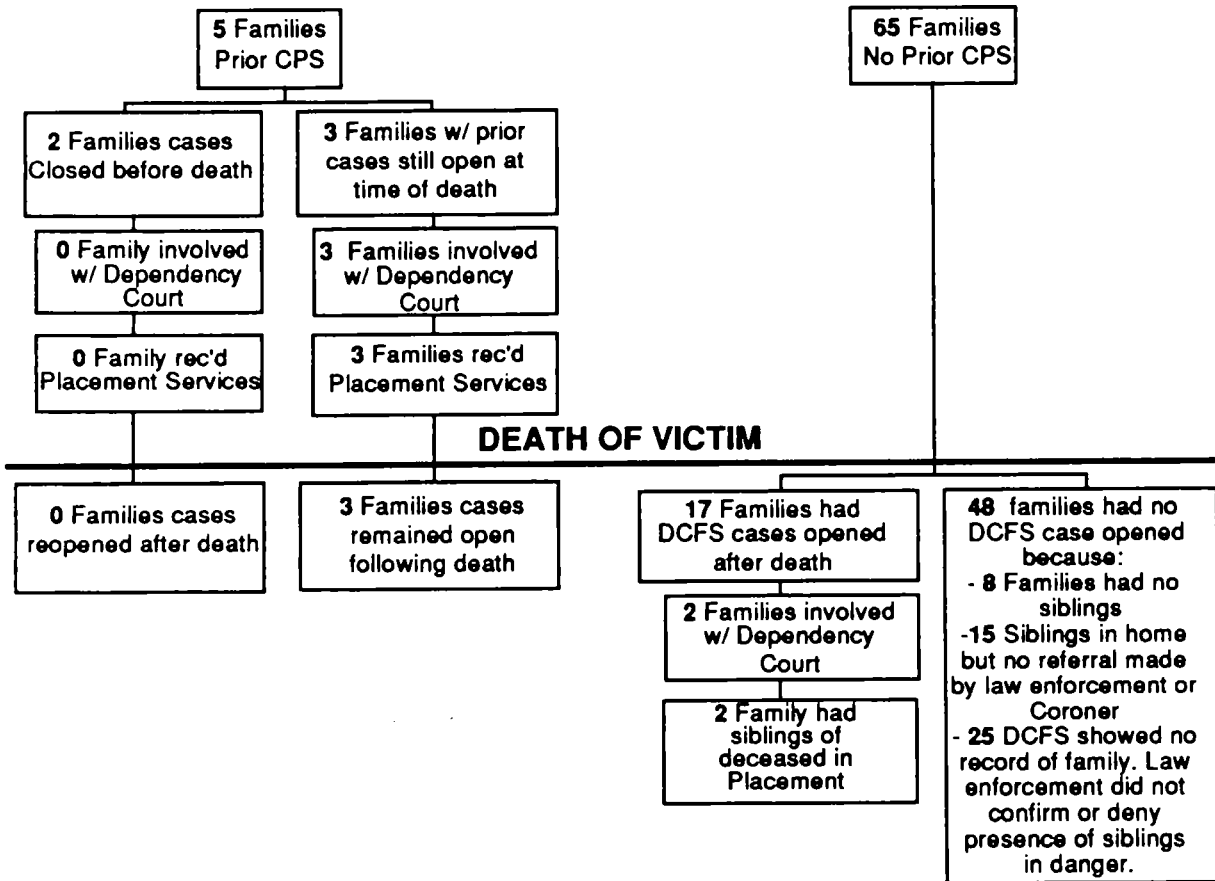 5 Families
Prior CPS
65 Families
No Prior CPS
2 Families cases
Closed before death
3 Families w/ prior
cases still open at
time of death
0 Family involved
w/ Dependency
Court
3 Families involved
w/ Dependency
Court
0 Family rec'd
Placement Services
3 Families rec'd
Placement Services
DEATH OF VICTIM
0 Families cases
reopened after death
3 Families cases
remained open
following death
17 Families had
DCFS cases opened
after death
2 Families involved
w/ Dependency
Court
2 Family had
siblings of
deceased in
Placement
48 families had no
DCFS case opened
because:
- 8 Families had no
siblings
-15 Siblings in home
but no referral made
by law enforcement or
Coroner
- 25 DCFS showed no
record of family. Law
enforcement did not
confirm or deny
presence of siblings
in danger.